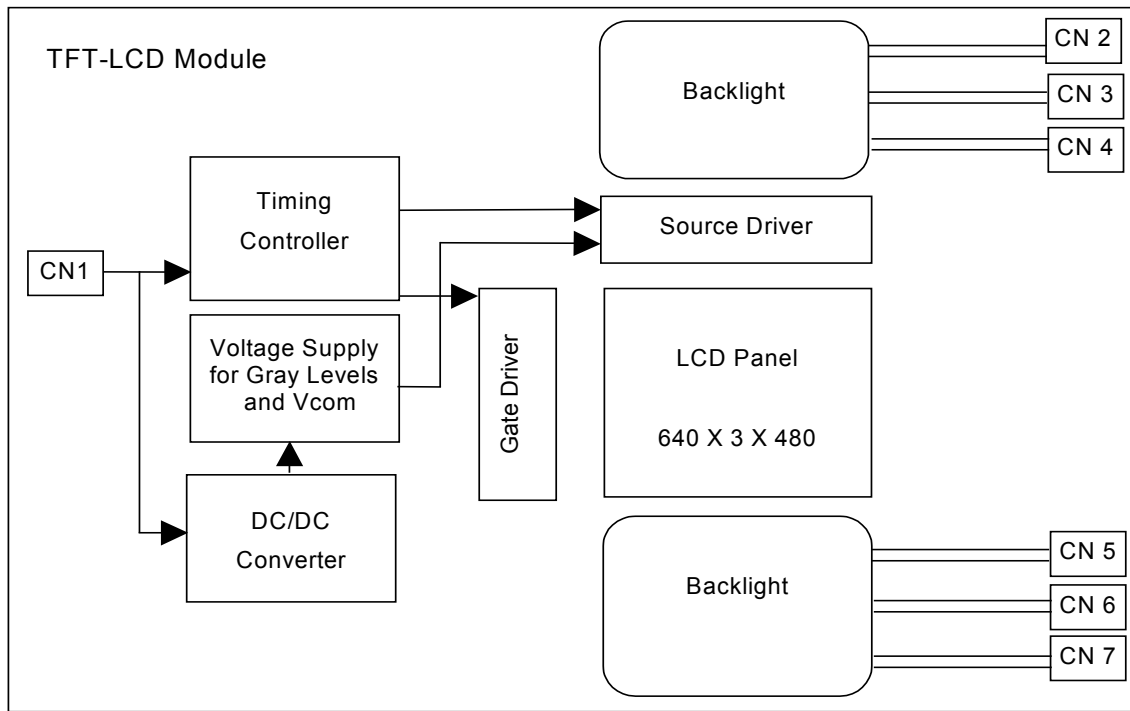 TFT-LCD Module
Backlight
CN 2
CN 3
CN 4
Timing
Controller
Source Driver
CN1
Voltage Supply
for Gray Levels
and Vcom
Gate Driver
LCD Panel
640 X 3 X 480
DC/DC
Converter
Backlight
CN 5
CN 6
CN 7